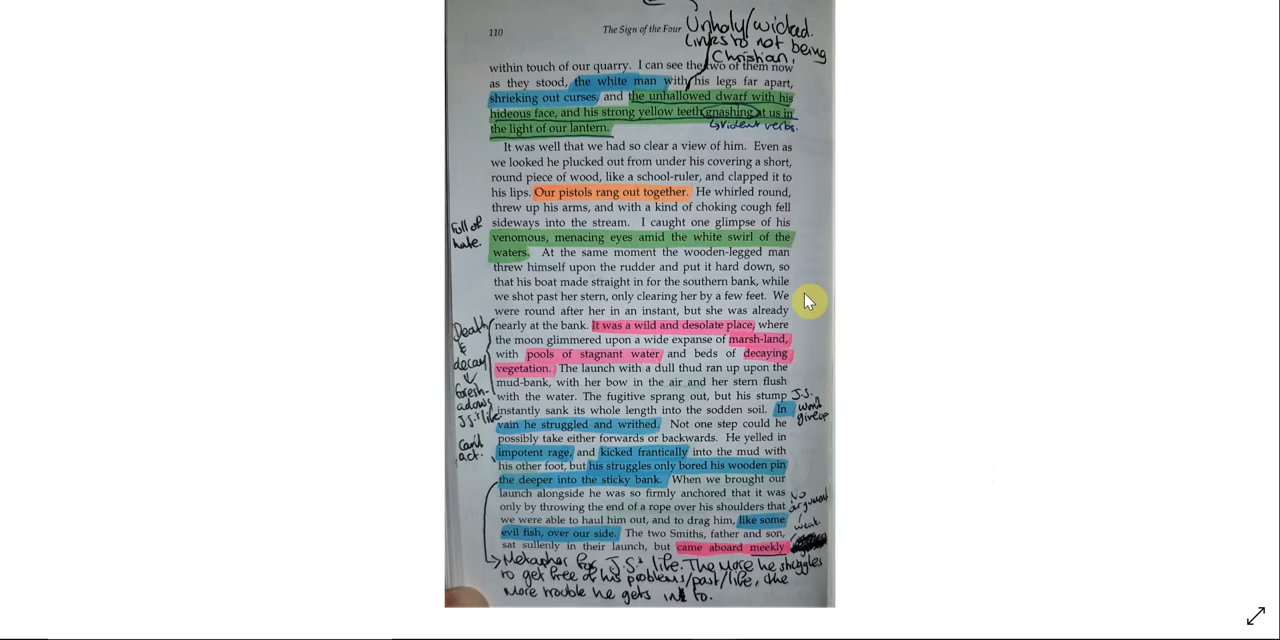 110
The Sign of the Four
Unholy/wicked.
Links to not being
Christian.
within touch of our quarry. I can see the two of them now
as they stood, the white man with his legs far apart,
shrieking out curses, and the unhallowed dwarf with his
hideous face, and his strong yellow teeth gnashing at us in
the light of our lantern.
↳violent verbs.
It was well that we had so clear a view of him. Even as
we looked he plucked out from under his covering a short,
round piece of wood, like a school-ruler, and clapped it to
his lips. Our pistols rang out together. He whirled round,
threw up his arms, and with a kind of choking cough fell
sideways into the stream. I caught one glimpse of his
venomous, menacing eyes amid the white swirl of the
waters. At the same moment the wooden-legged man
threw himself upon the rudder and put it hard down, so
that his boat made straight in for the southern bank, while
we shot past her stern, only clearing her by a few feet. We
were round after her in an instant, but she was already
nearly at the bank. It was a wild and desolate place, where
the moon glimmered upon a wide expanse of marsh-land,
with pools of stagnant water and beds of decaying
vegetation. The launch with a dull thud ran up upon the
mud-bank, with her bow in the air and her stern flush
with the water. The fugitive sprang out, but his stump
instantly sank its whole length into the sodden soil. In
vain he struggled and writhed. Not one step could he
possibly take either forwards or backwards. He yelled in
impotent rage, and kicked frantically into the mud with
his other foot, but his struggles only bored his wooden pin
the deeper into the sticky bank. When we brought our
launch alongside he was so firmly anchored that it was
only by throwing the end of a rope over his shoulders that
we were able to haul him out, and to drag him, like some
evil fish, over our side. The two Smiths, father and son,
sat sullenly in their launch, but came aboard meekly
Full of
hate.
Death
&
decay
↓
foresh-
adows
J.S.'s life
Can't
act.
J.S.
wont
give up
No
argument
weak.
→Metaphor for J.S's life. The more he struggles
to get free of his problems/past/life, the
more trouble he gets into.